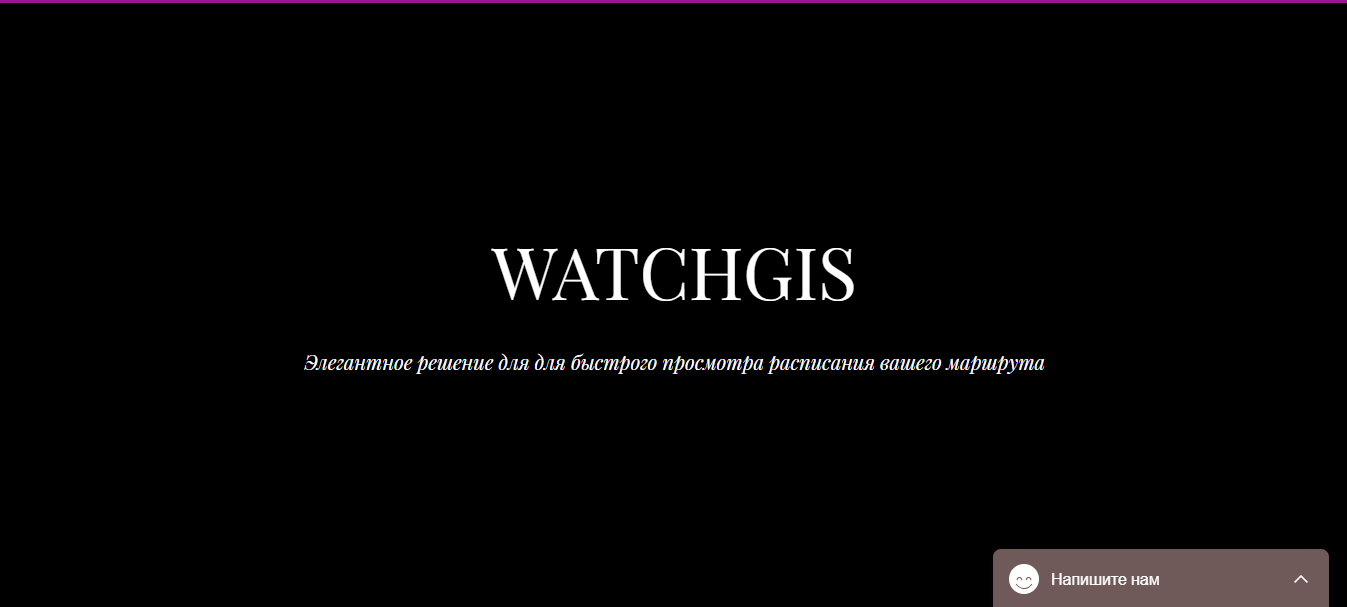 WATCHGIS
Элегантное решение для для быстрого просмотра расписания вашего маршрута
Напишите нам